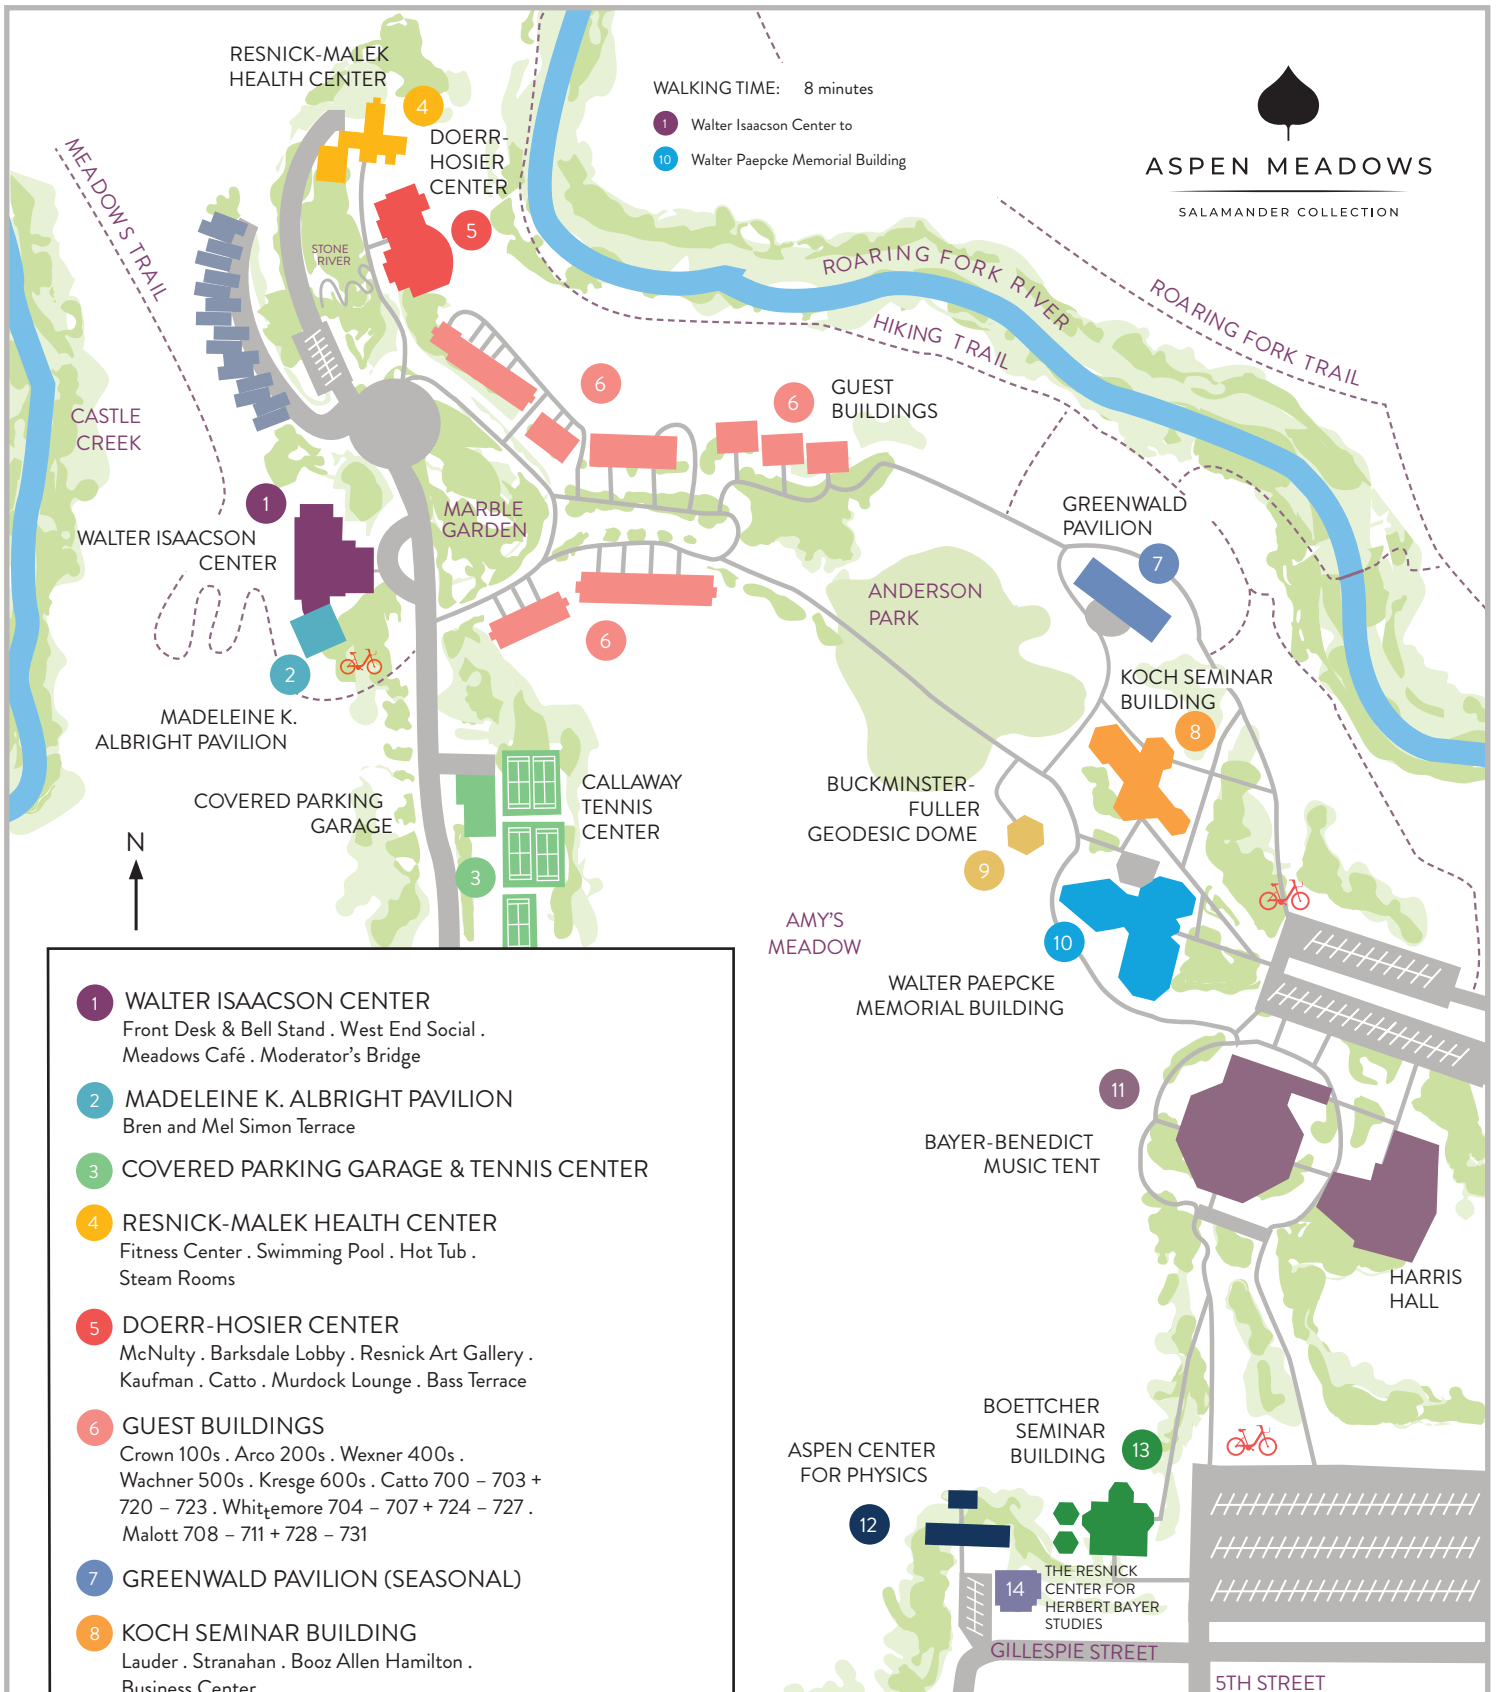 RESNICK-MALEK
HEALTH CENTER
4
DOERR-
HOSIER
CENTER
5
WALKING TIME: 8 minutes
1 Walter Isaacson Center to
10 Walter Paepcke Memorial Building
ASPEN MEADOWS
SALAMANDER COLLECTION
MEADOWS TRAIL
STONE
RIVER
ROARING FORK RIVER
HIKING TRAIL
ROARING FORK TRAIL
CASTLE
CREEK
6
6
GUEST
BUILDINGS
1
WALTER ISAACSON
CENTER
MARBLE
GARDEN
GREENWALD
PAVILION
7
ANDERSON
PARK
6
2
MADELEINE K.
ALBRIGHT PAVILION
KOCH SEMINAR
BUILDING
8
COVERED PARKING
GARAGE
CALLAWAY
TENNIS
CENTER
3
BUCKMINSTER-
FULLER
GEODESIC DOME
9
N
AMY'S
MEADOW
10
WALTER PAEPCKE
MEMORIAL BUILDING
11
BAYER-BENEDICT
MUSIC TENT
HARRIS
HALL
BOETTCHER
SEMINAR
BUILDING
13
ASPEN CENTER
FOR PHYSICS
12
14
THE RESNICK
CENTER FOR
HERBERT BAYER
STUDIES
GILLESPIE STREET
5TH STREET
1 WALTER ISAACSON CENTER
Front Desk & Bell Stand . West End Social .
Meadows Café . Moderator's Bridge
2 MADELEINE K. ALBRIGHT PAVILION
Bren and Mel Simon Terrace
3 COVERED PARKING GARAGE & TENNIS CENTER
4 RESNICK-MALEK HEALTH CENTER
Fitness Center . Swimming Pool . Hot Tub .
Steam Rooms
5 DOERR-HOSIER CENTER
McNulty . Barksdale Lobby . Resnick Art Gallery .
Kaufman . Catto . Murdock Lounge . Bass Terrace
6 GUEST BUILDINGS
Crown 100s . Arco 200s . Wexner 400s .
Wachner 500s . Kresge 600s . Catto 700 – 703 +
720 – 723 . Whittemore 704 – 707 + 724 – 727 .
Malott 708 – 711 + 728 – 731
7 GREENWALD PAVILION (SEASONAL)
8 KOCH SEMINAR BUILDING
Lauder . Stranahan . Booz Allen Hamilton .
Business Center